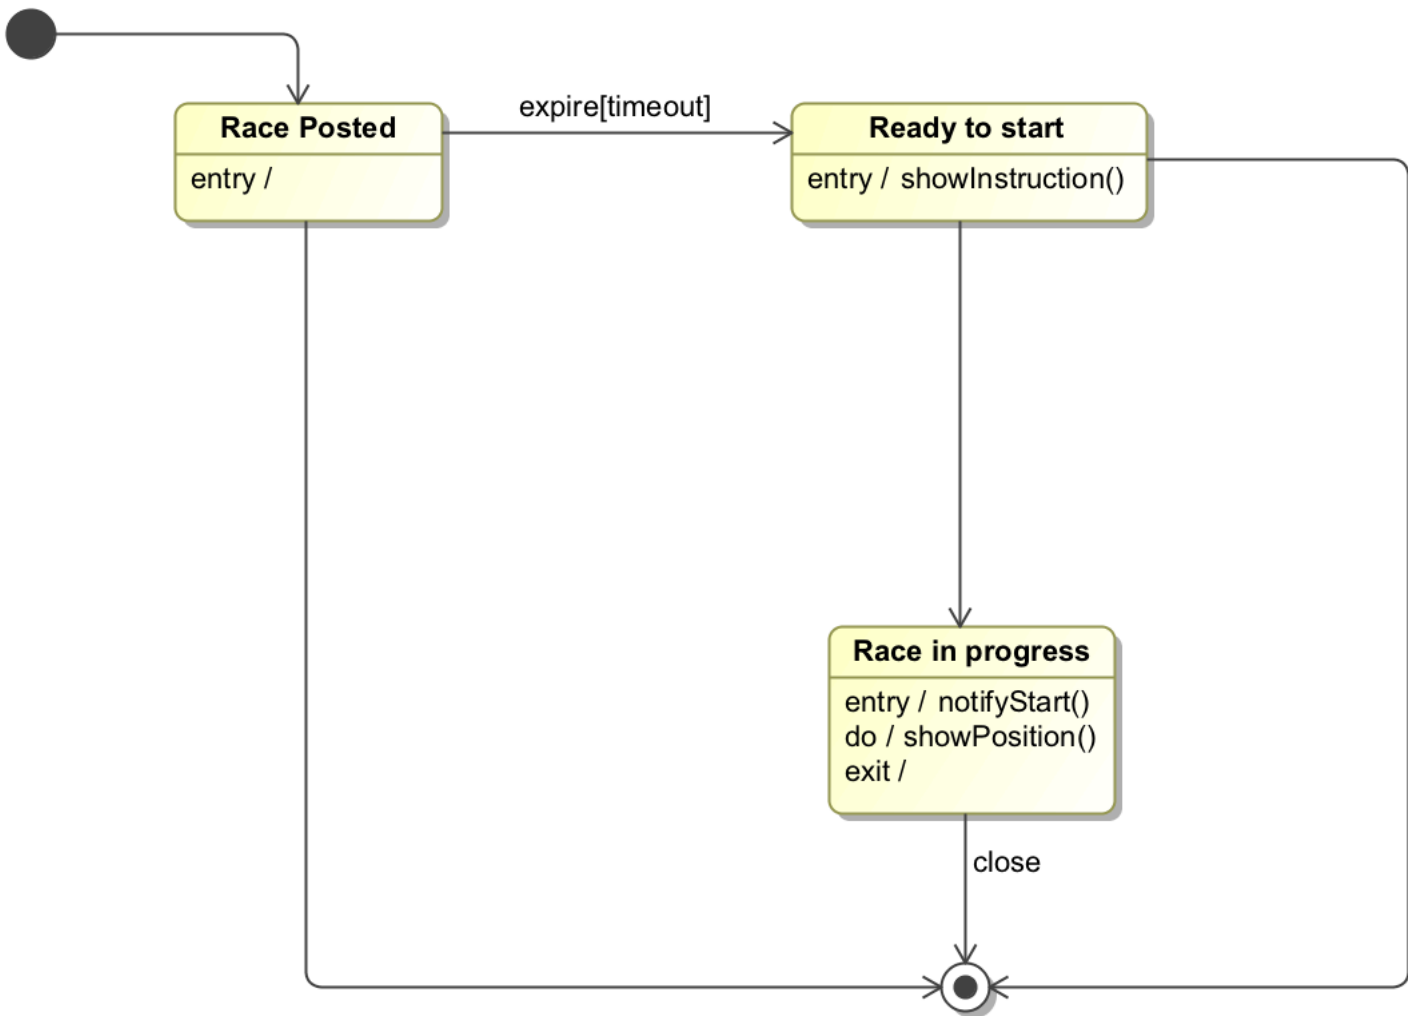 expire[timeout]
Race Posted
entry /
Ready to start
entry / showInstruction()
Race in progress
entry / notifyStart()
do / showPosition()
exit /
close